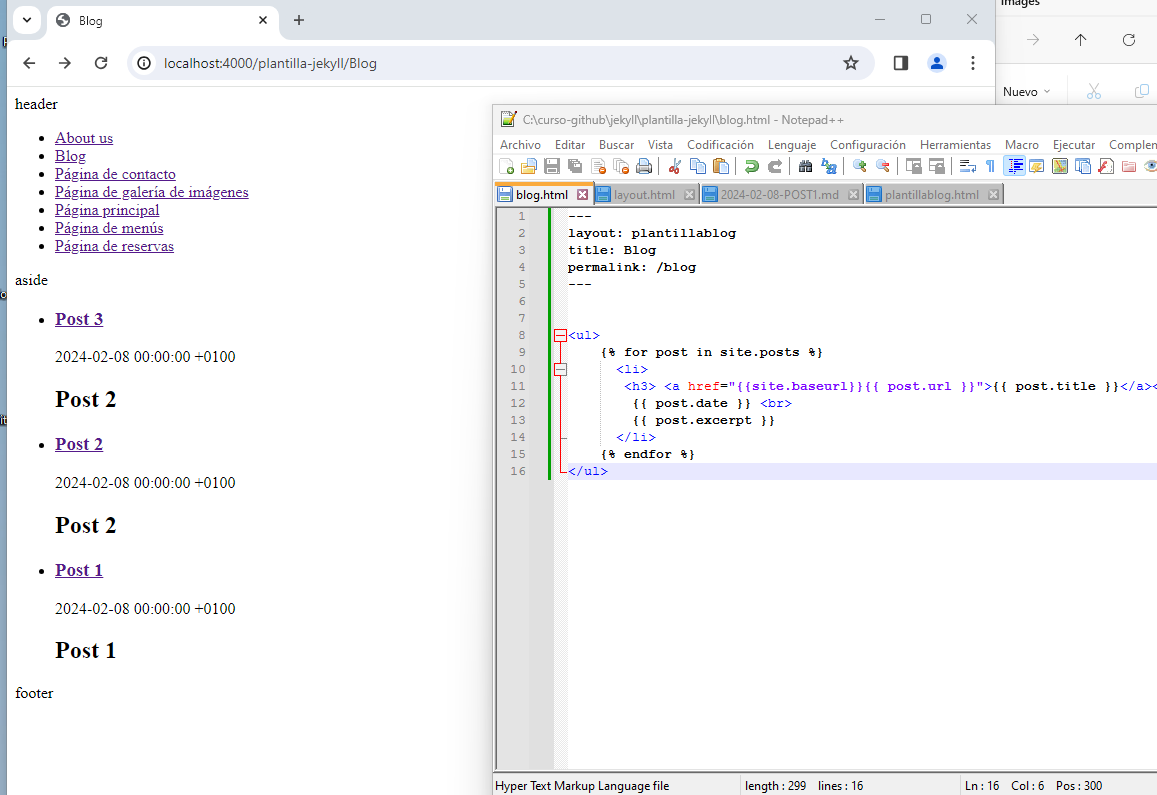 Blog
Images
localhost:4000/plantilla-jekyll/Blog
Nuevo
header
About us
Blog
Página de contacto
Página de galería de imágenes
Página principal
Página de menús
Página de reservas
aside
Post 3
2024-02-08 00:00:00 +0100
Post 2
Post 2
2024-02-08 00:00:00 +0100
Post 2
Post 1
2024-02-08 00:00:00 +0100
Post 1
footer
C:\curso-github\jekyll\plantilla-jekyll\blog.html - Notepad++
Archivo Editar Buscar Vista Codificación Lenguaje Configuración Herramientas Macro Ejecutar Complem
blog.html layout.html 2024-02-08-POST1.md plantillablog.html
1 ---
2 layout: plantillablog
3 title: Blog
4 permalink: /blog
5 ---
6
7
8 <ul>
9 {% for post in site.posts %}
10 <li>
11 <h3> <a href="{{site.baseurl}}{{ post.url }}">{{ post.title }}</a><
12 {{ post.date }} <br>
13 {{ post.excerpt }}
14 </li>
15 {% endfor %}
16 </ul>
Hyper Text Markup Language file length : 299 lines : 16 Ln : 16 Col : 6 Pos : 300